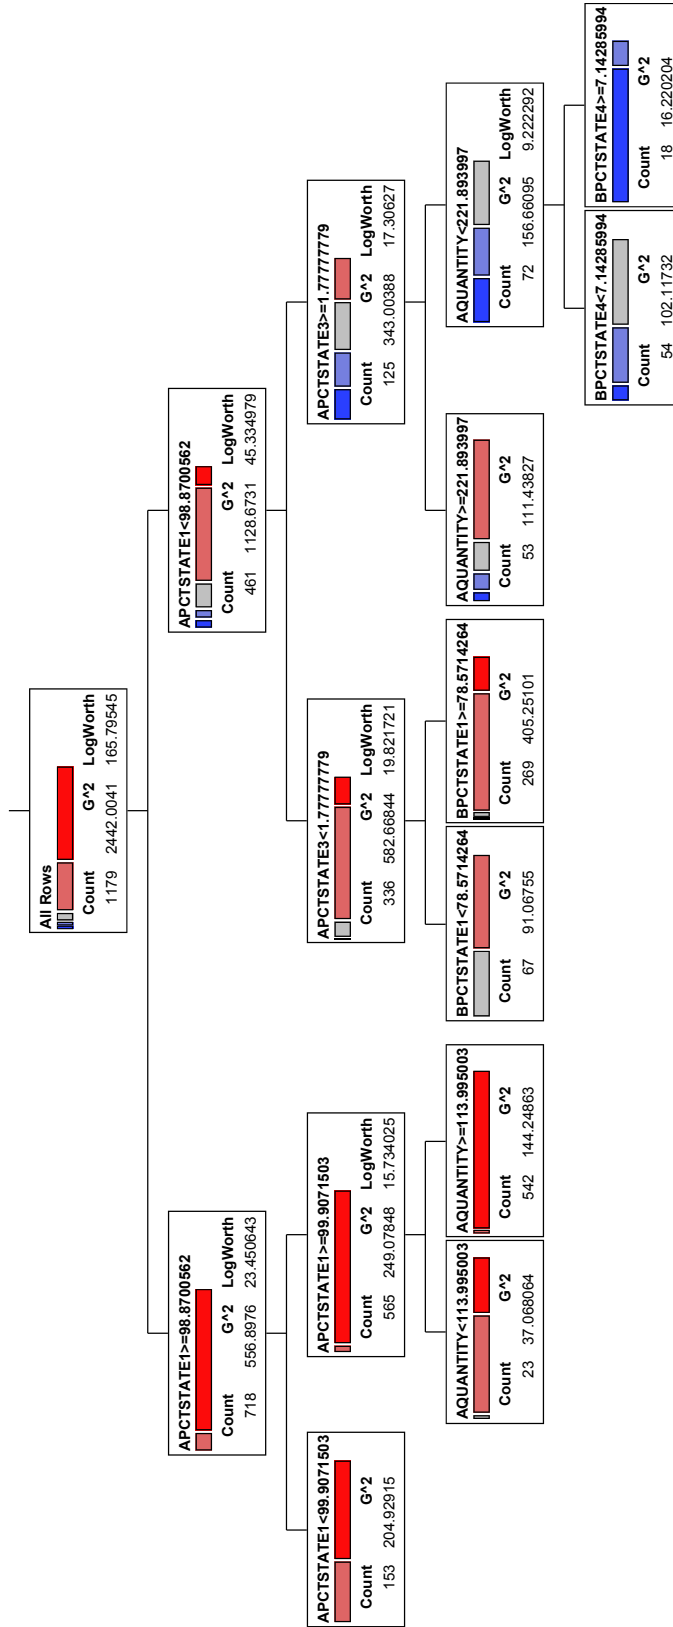 All Rows
Count G^2 LogWorth
1179 2442.0041 165.79545
APCTSTATE1>=98.8700562
Count G^2 LogWorth
718 556.8976 23.450643
APCTSTATE1<98.8700562
Count G^2 LogWorth
461 1128.6731 45.334979
APCTSTATE1<99.9071503
Count G^2
153 204.92915
APCTSTATE1>=99.9071503
Count G^2 LogWorth
565 249.07848 15.734025
APCTSTATE3<1.77777779
Count G^2 LogWorth
336 582.66844 19.821721
APCTSTATE3>=1.77777779
Count G^2 LogWorth
125 343.00388 17.30627
AQUANTITY<113.995003
Count G^2
23 37.068064
AQUANTITY>=113.995003
Count G^2
542 144.24863
BPCTSTATE1<78.5714264
Count G^2
67 91.06755
BPCTSTATE1>=78.5714264
Count G^2
269 405.25101
AQUANTITY>=221.893997
Count G^2
53 111.43827
AQUANTITY<221.893997
Count G^2 LogWorth
72 156.66095 9.222292
BPCTSTATE4<7.14285994
Count G^2
54 102.11732
BPCTSTATE4>=7.14285994
Count G^2
18 16.220204